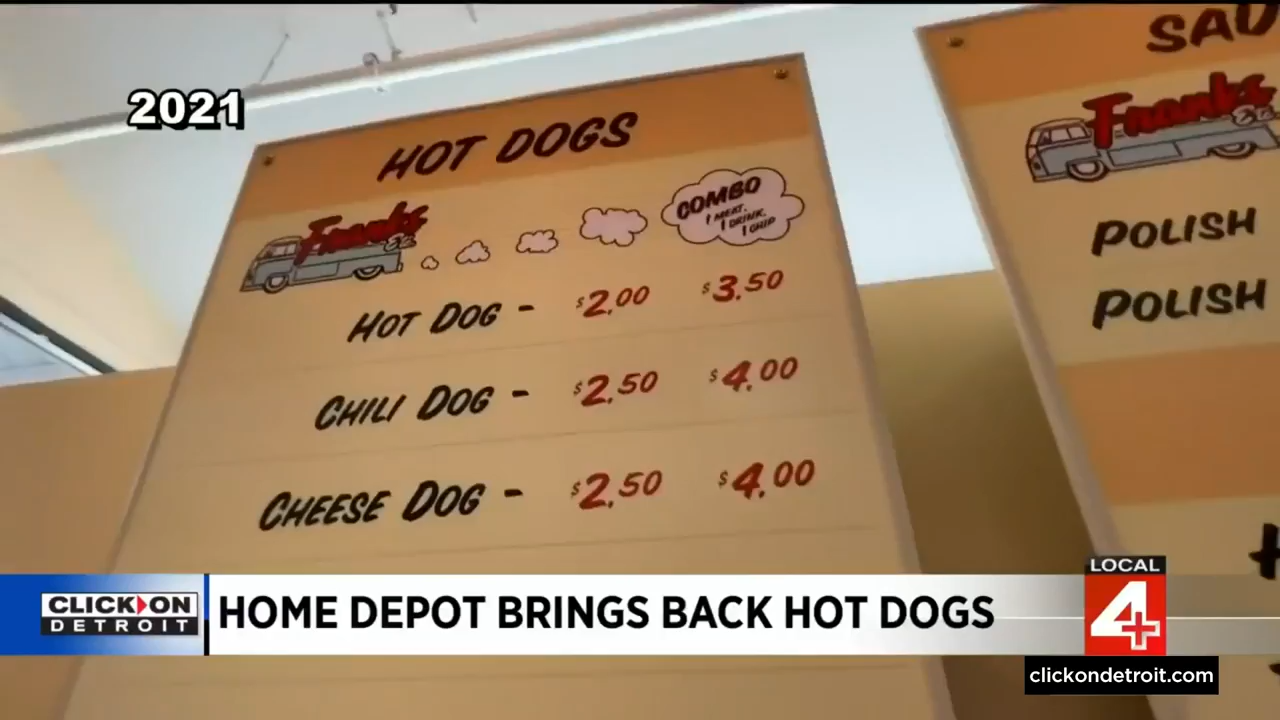 2021
HOT DOGS
Franks
& Co.
COMBO
1 MEAT,
1 DRINK,
1 CHIP
HOT DOG - $2.00 $3.50
CHILI DOG - $2.50 $4.00
CHEESE DOG - $2.50 $4.00
Franks
POLISH
POLISH
CLICK ON
DETROIT
HOME DEPOT BRINGS BACK HOT DOGS
LOCAL
4+
clickondetroit.com